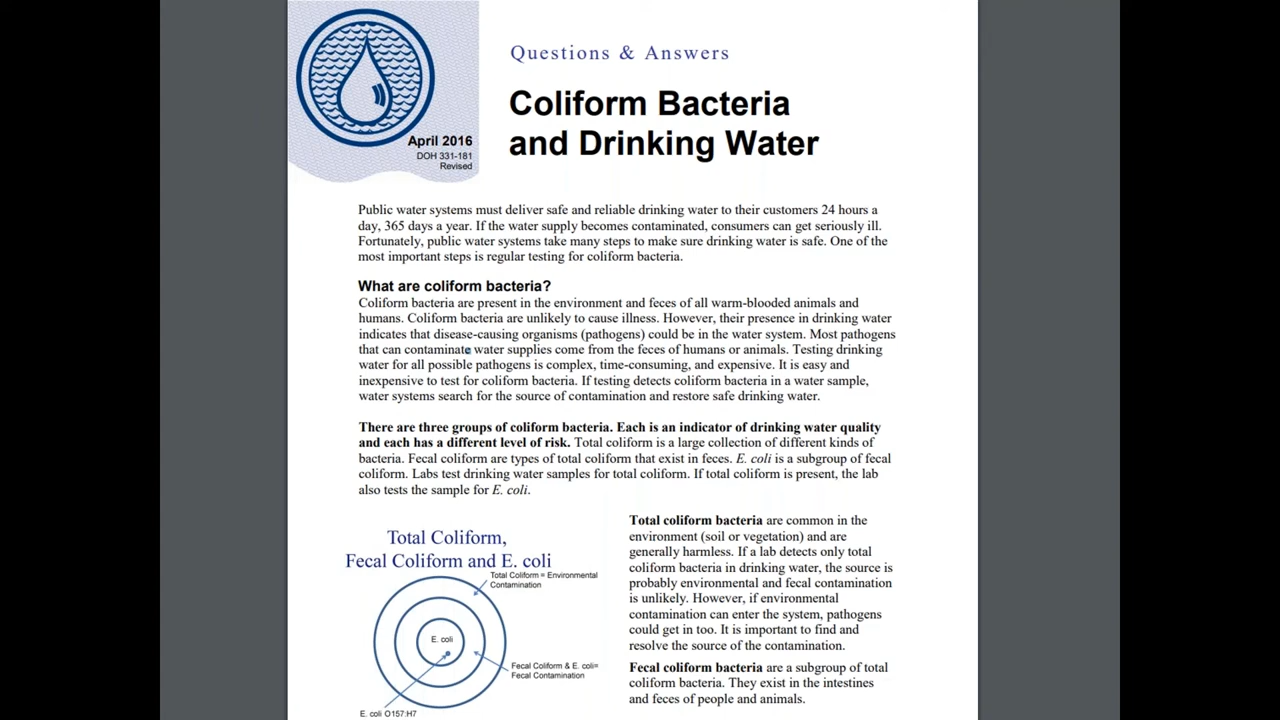 Questions & Answers
Coliform Bacteria
and Drinking Water
April 2016
DOH 331-181
Revised
Public water systems must deliver safe and reliable drinking water to their customers 24 hours a
day, 365 days a year. If the water supply becomes contaminated, consumers can get seriously ill.
Fortunately, public water systems take many steps to make sure drinking water is safe. One of the
most important steps is regular testing for coliform bacteria.
What are coliform bacteria?
Coliform bacteria are present in the environment and feces of all warm-blooded animals and
humans. Coliform bacteria are unlikely to cause illness. However, their presence in drinking water
indicates that disease-causing organisms (pathogens) could be in the water system. Most pathogens
that can contaminate water supplies come from the feces of humans or animals. Testing drinking
water for all possible pathogens is complex, time-consuming, and expensive. It is easy and
inexpensive to test for coliform bacteria. If testing detects coliform bacteria in a water sample,
water systems search for the source of contamination and restore safe drinking water.
There are three groups of coliform bacteria. Each is an indicator of drinking water quality
and each has a different level of risk. Total coliform is a large collection of different kinds of
bacteria. Fecal coliform are types of total coliform that exist in feces. E. coli is a subgroup of fecal
coliform. Labs test drinking water samples for total coliform. If total coliform is present, the lab
also tests the sample for E. coli.
Total Coliform,
Fecal Coliform and E. coli
Total Coliform = Environmental
Contamination
E. coli
Fecal Coliform & E. coli=
Fecal Contamination
E. coli O157:H7
Total coliform bacteria are common in the
environment (soil or vegetation) and are
generally harmless. If a lab detects only total
coliform bacteria in drinking water, the source is
probably environmental and fecal contamination
is unlikely. However, if environmental
contamination can enter the system, pathogens
could get in too. It is important to find and
resolve the source of the contamination.
Fecal coliform bacteria are a subgroup of total
coliform bacteria. They exist in the intestines
and feces of people and animals.